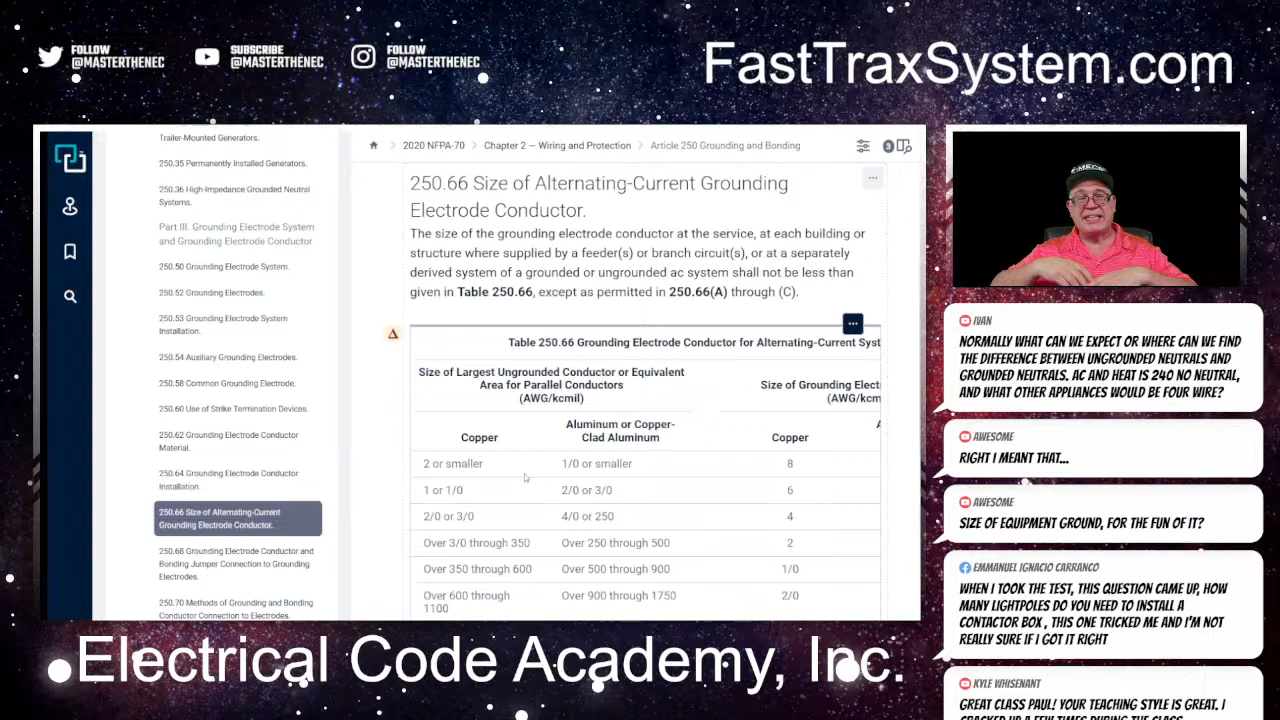 FOLLOW
@MASTERTHENEC
SUBSCRIBE
@MASTERTHENEC
FOLLOW
@MASTERTHENEC
FastTraxSystem.com
Trailer-Mounted Generators.
250.35 Permanently Installed Generators.
250.36 High-Impedance Grounded Neutral
Systems.
Part III. Grounding Electrode System
and Grounding Electrode Conductor
250.50 Grounding Electrode System.
250.52 Grounding Electrodes.
250.53 Grounding Electrode System
Installation.
250.54 Auxiliary Grounding Electrodes.
250.58 Common Grounding Electrode.
250.60 Use of Strike Termination Devices.
250.62 Grounding Electrode Conductor
Material.
250.64 Grounding Electrode Conductor
Installation.
250.66 Size of Alternating-Current
Grounding Electrode Conductor.
250.68 Grounding Electrode Conductor and
Bonding Jumper Connection to Grounding
Electrodes.
250.70 Methods of Grounding and Bonding
Conductor Connection to Electrodes.
2020 NFPA-70 > Chapter 2 — Wiring and Protection > Article 250 Grounding and Bonding
3
250.66 Size of Alternating-Current Grounding
Electrode Conductor.
The size of the grounding electrode conductor at the service, at each building or
structure where supplied by a feeder(s) or branch circuit(s), or at a separately
derived system of a grounded or ungrounded ac system shall not be less than
given in Table 250.66, except as permitted in 250.66(A) through (C).
Table 250.66 Grounding Electrode Conductor for Alternating-Current Syst
Size of Largest Ungrounded Conductor or Equivalent
Area for Parallel Conductors
(AWG/kcmil)
Size of Grounding Electr
(AWG/kcm
Copper
Aluminum or Copper-
Clad Aluminum
Copper
A
2 or smaller 1/0 or smaller 8
1 or 1/0 2/0 or 3/0 6
2/0 or 3/0 4/0 or 250 4
Over 3/0 through 350 Over 250 through 500 2
Over 350 through 600 Over 500 through 900 1/0
Over 600 through
1100
Over 900 through 1750 2/0
IVAN
NORMALLY WHAT CAN WE EXPECT OR WHERE CAN WE FIND
THE DIFFERENCE BETWEEN UNGROUNDED NEUTRALS AND
GROUNDED NEUTRALS. AC AND HEAT IS 240 NO NEUTRAL,
AND WHAT OTHER APPLIANCES WOULD BE FOUR WIRE?
AWESOME
RIGHT I MEANT THAT...
AWESOME
SIZE OF EQUIPMENT GROUND, FOR THE FUN OF IT?
EMMANUEL IGNACIO CARRANCO
WHEN I TOOK THE TEST, THIS QUESTION CAME UP, HOW
MANY LIGHTPOLES DO YOU NEED TO INSTALL A
CONTACTOR BOX , THIS ONE TRICKED ME AND I'M NOT
REALLY SURE IF I GOT IT RIGHT
KYLE WHISENANT
GREAT CLASS PAUL! YOUR TEACHING STYLE IS GREAT. I
CRACKED UP A FEW TIMES DURING THE CLASS
Electrical Code Academy, Inc.